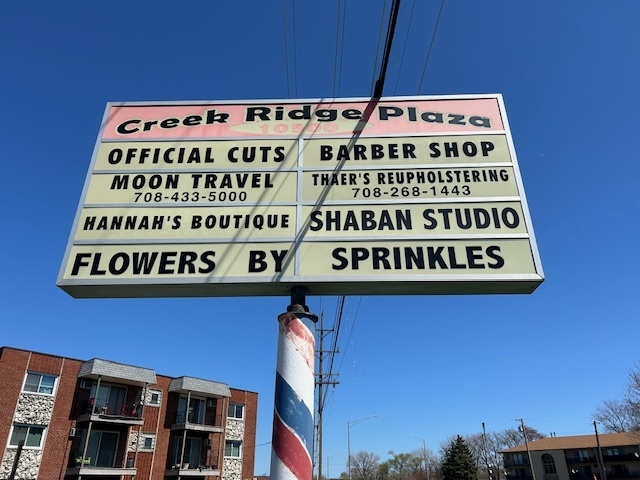 Creek Ridge Plaza
10500
OFFICIAL CUTS BARBER SHOP
MOON TRAVEL
708-433-5000
THAER'S REUPHOLSTERING
708-268-1443
HANNAH'S BOUTIQUE
SHABAN STUDIO
FLOWERS BY SPRINKLES